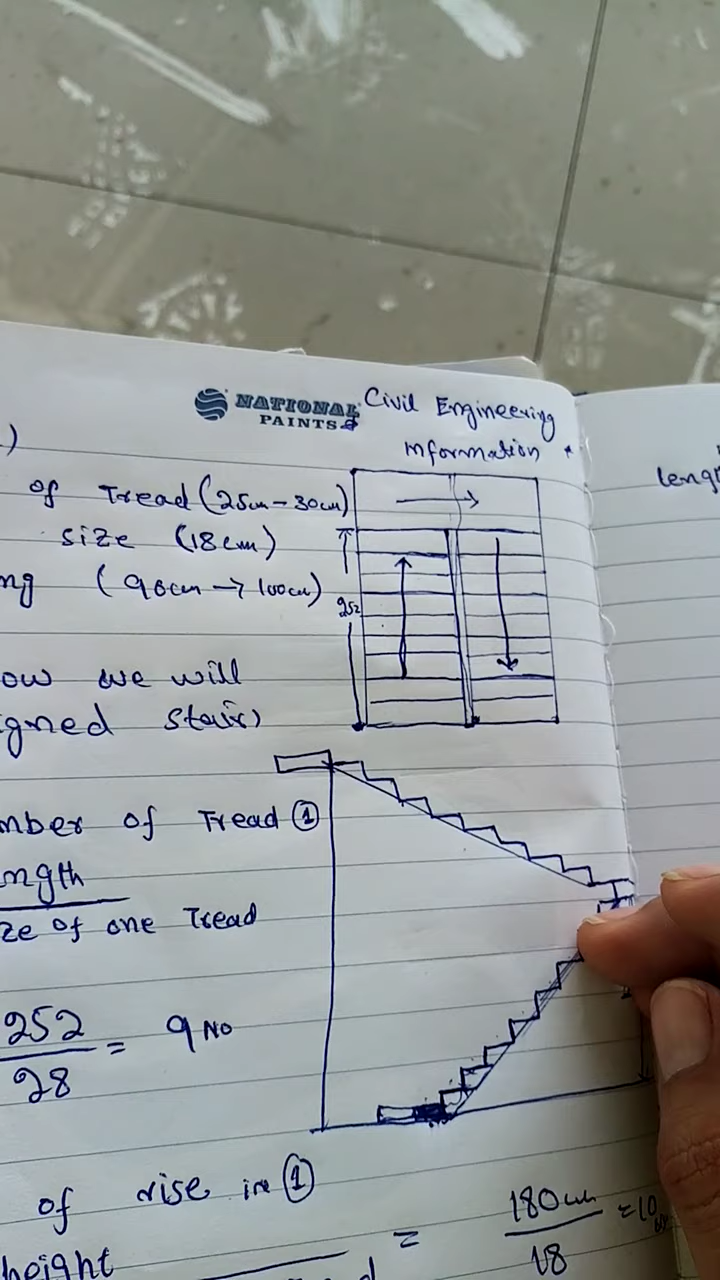 NATIONAL PAINTS
Civil Engineering
Information
of Tread (25cm - 30cm)
size (18cm)
ng (90cm → 100cm)
252
ow we will
igned stair)
mber of Tread ①
ngth
ze of one Tread
252
28
= 9 NO
of rise in ①
height
= 180cm
18
= 10
leng